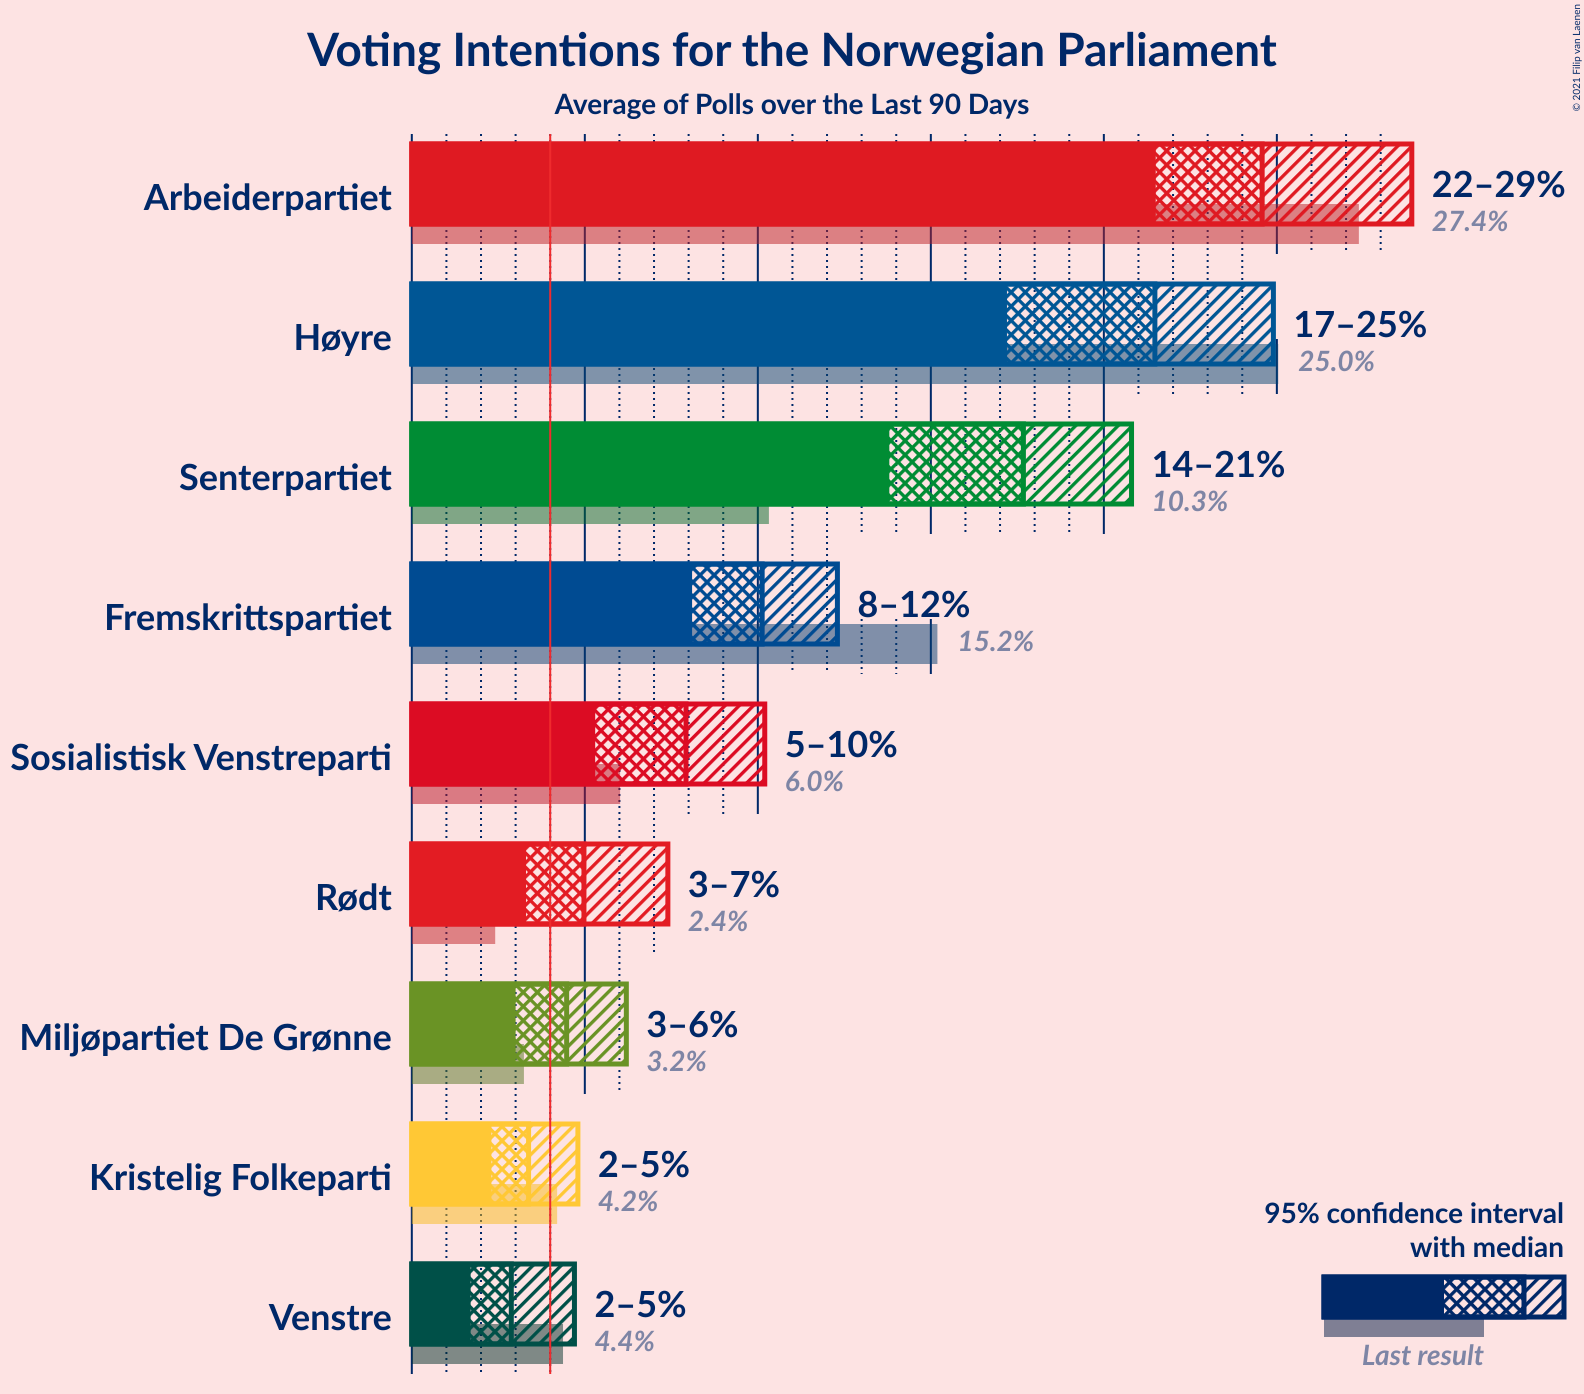 Voting Intentions for the Norwegian Parliament
Average of Polls over the Last 90 Days
© 2021 Filip van Laenen
Arbeiderpartiet
22–29%
27.4%
Høyre
17–25%
25.0%
Senterpartiet
14–21%
10.3%
Fremskrittspartiet
8–12%
15.2%
Sosialistisk Venstreparti
5–10%
6.0%
Rødt
3–7%
2.4%
Miljøpartiet De Grønne
3–6%
3.2%
Kristelig Folkeparti
2–5%
4.2%
Venstre
2–5%
4.4%
95% confidence interval
with median
Last result